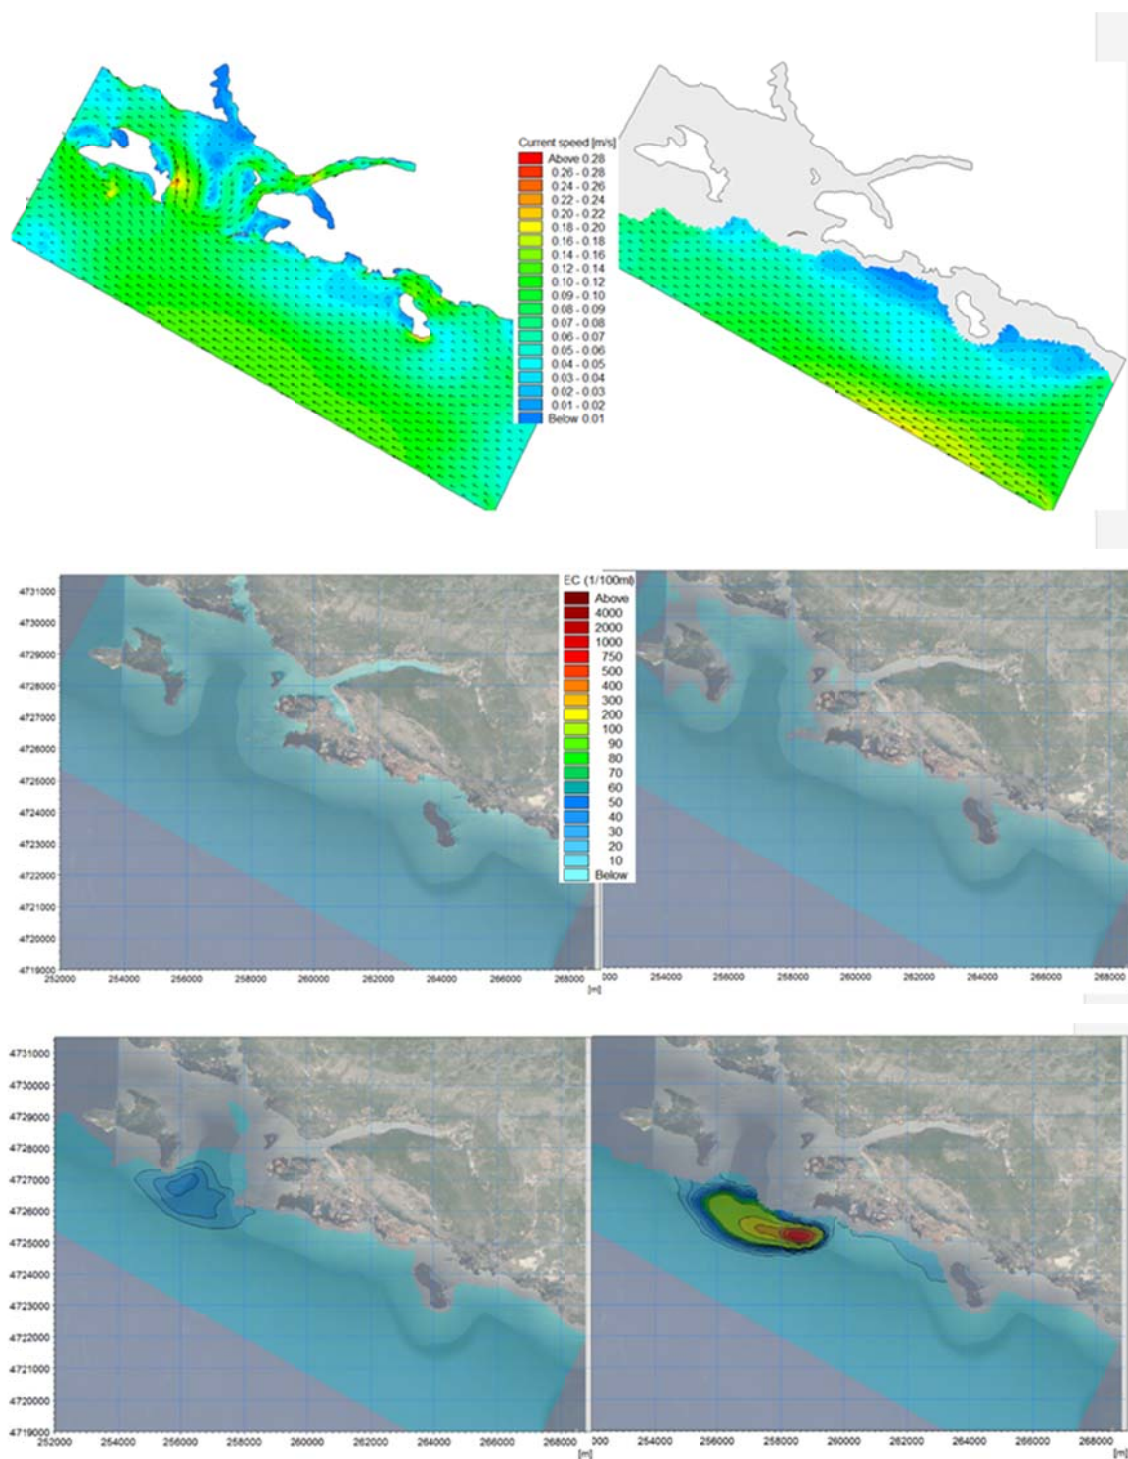 Current speed [m/s]
Above 0.28
0.26 - 0.28
0.24 - 0.26
0.22 - 0.24
0.20 - 0.22
0.18 - 0.20
0.16 - 0.18
0.14 - 0.16
0.12 - 0.14
0.10 - 0.12
0.09 - 0.10
0.08 - 0.09
0.07 - 0.08
0.06 - 0.07
0.05 - 0.06
0.04 - 0.05
0.03 - 0.04
0.02 - 0.03
0.01 - 0.02
Below 0.01
EC (1/100ml)
Above
4000
2000
1000
750
500
400
300
200
100
90
80
70
60
50
40
30
20
10
Below
4731000
4730000
4729000
4728000
4727000
4726000
4725000
4724000
4723000
4722000
4721000
4720000
4719000
252000 254000 256000 258000 260000 262000 264000 266000 268000
[m]
000 254000 256000 258000 260000 262000 264000 266000 268000
[m]
4731000
4730000
4729000
4728000
4727000
4726000
4725000
4724000
4723000
4722000
4721000
4720000
4719000
252000 254000 256000 258000 260000 262000 264000 266000 268000
[m]
000 254000 256000 258000 260000 262000 264000 266000 268000
[m]